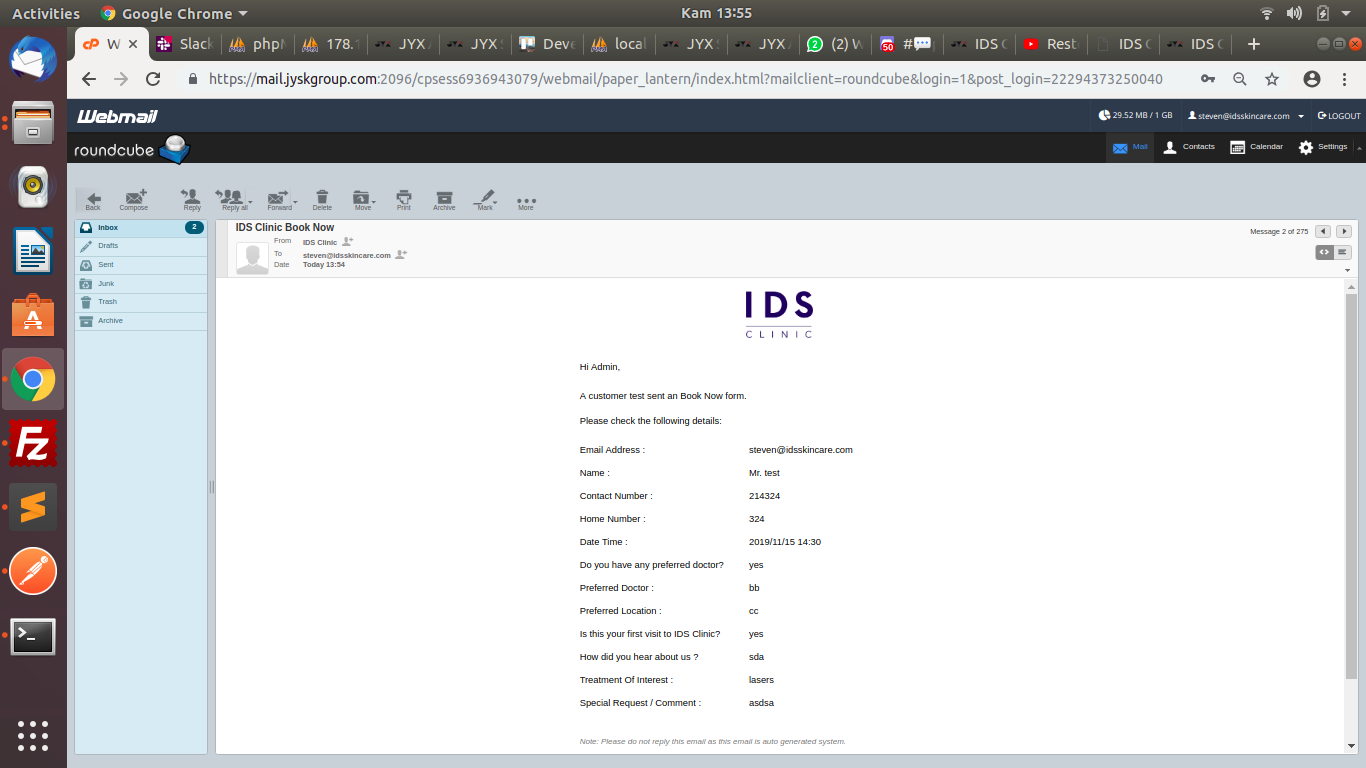 Activities Google Chrome Kam 13:55
W Slack phpM 178.1 JYX JYX Deve local JYX JYX (2) W #💬 IDS C Rest IDS C IDS C
https://mail.jyskgroup.com:2096/cpsess6936943079/webmail/paper_lantern/index.html?mailclient=roundcube&login=1&post_login=22294373250040
Webmail 29.52 MB / 1 GB steven@idsskincare.com LOGOUT
roundcube Mail Contacts Calendar Settings
Back Compose Reply Reply all Forward Delete Move Print Archive Mark More
Inbox 2
Drafts
Sent
Junk
Trash
Archive
IDS Clinic Book Now
Message 2 of 275
From IDS Clinic
To steven@idsskincare.com
Date Today 13:54
IDS
CLINIC
Hi Admin,
A customer test sent an Book Now form.
Please check the following details:
Email Address : steven@idsskincare.com
Name : Mr. test
Contact Number : 214324
Home Number : 324
Date Time : 2019/11/15 14:30
Do you have any preferred doctor? yes
Preferred Doctor : bb
Preferred Location : cc
Is this your first visit to IDS Clinic? yes
How did you hear about us ? sda
Treatment Of Interest : lasers
Special Request / Comment : asdsa
Note: Please do not reply this email as this email is auto generated system.